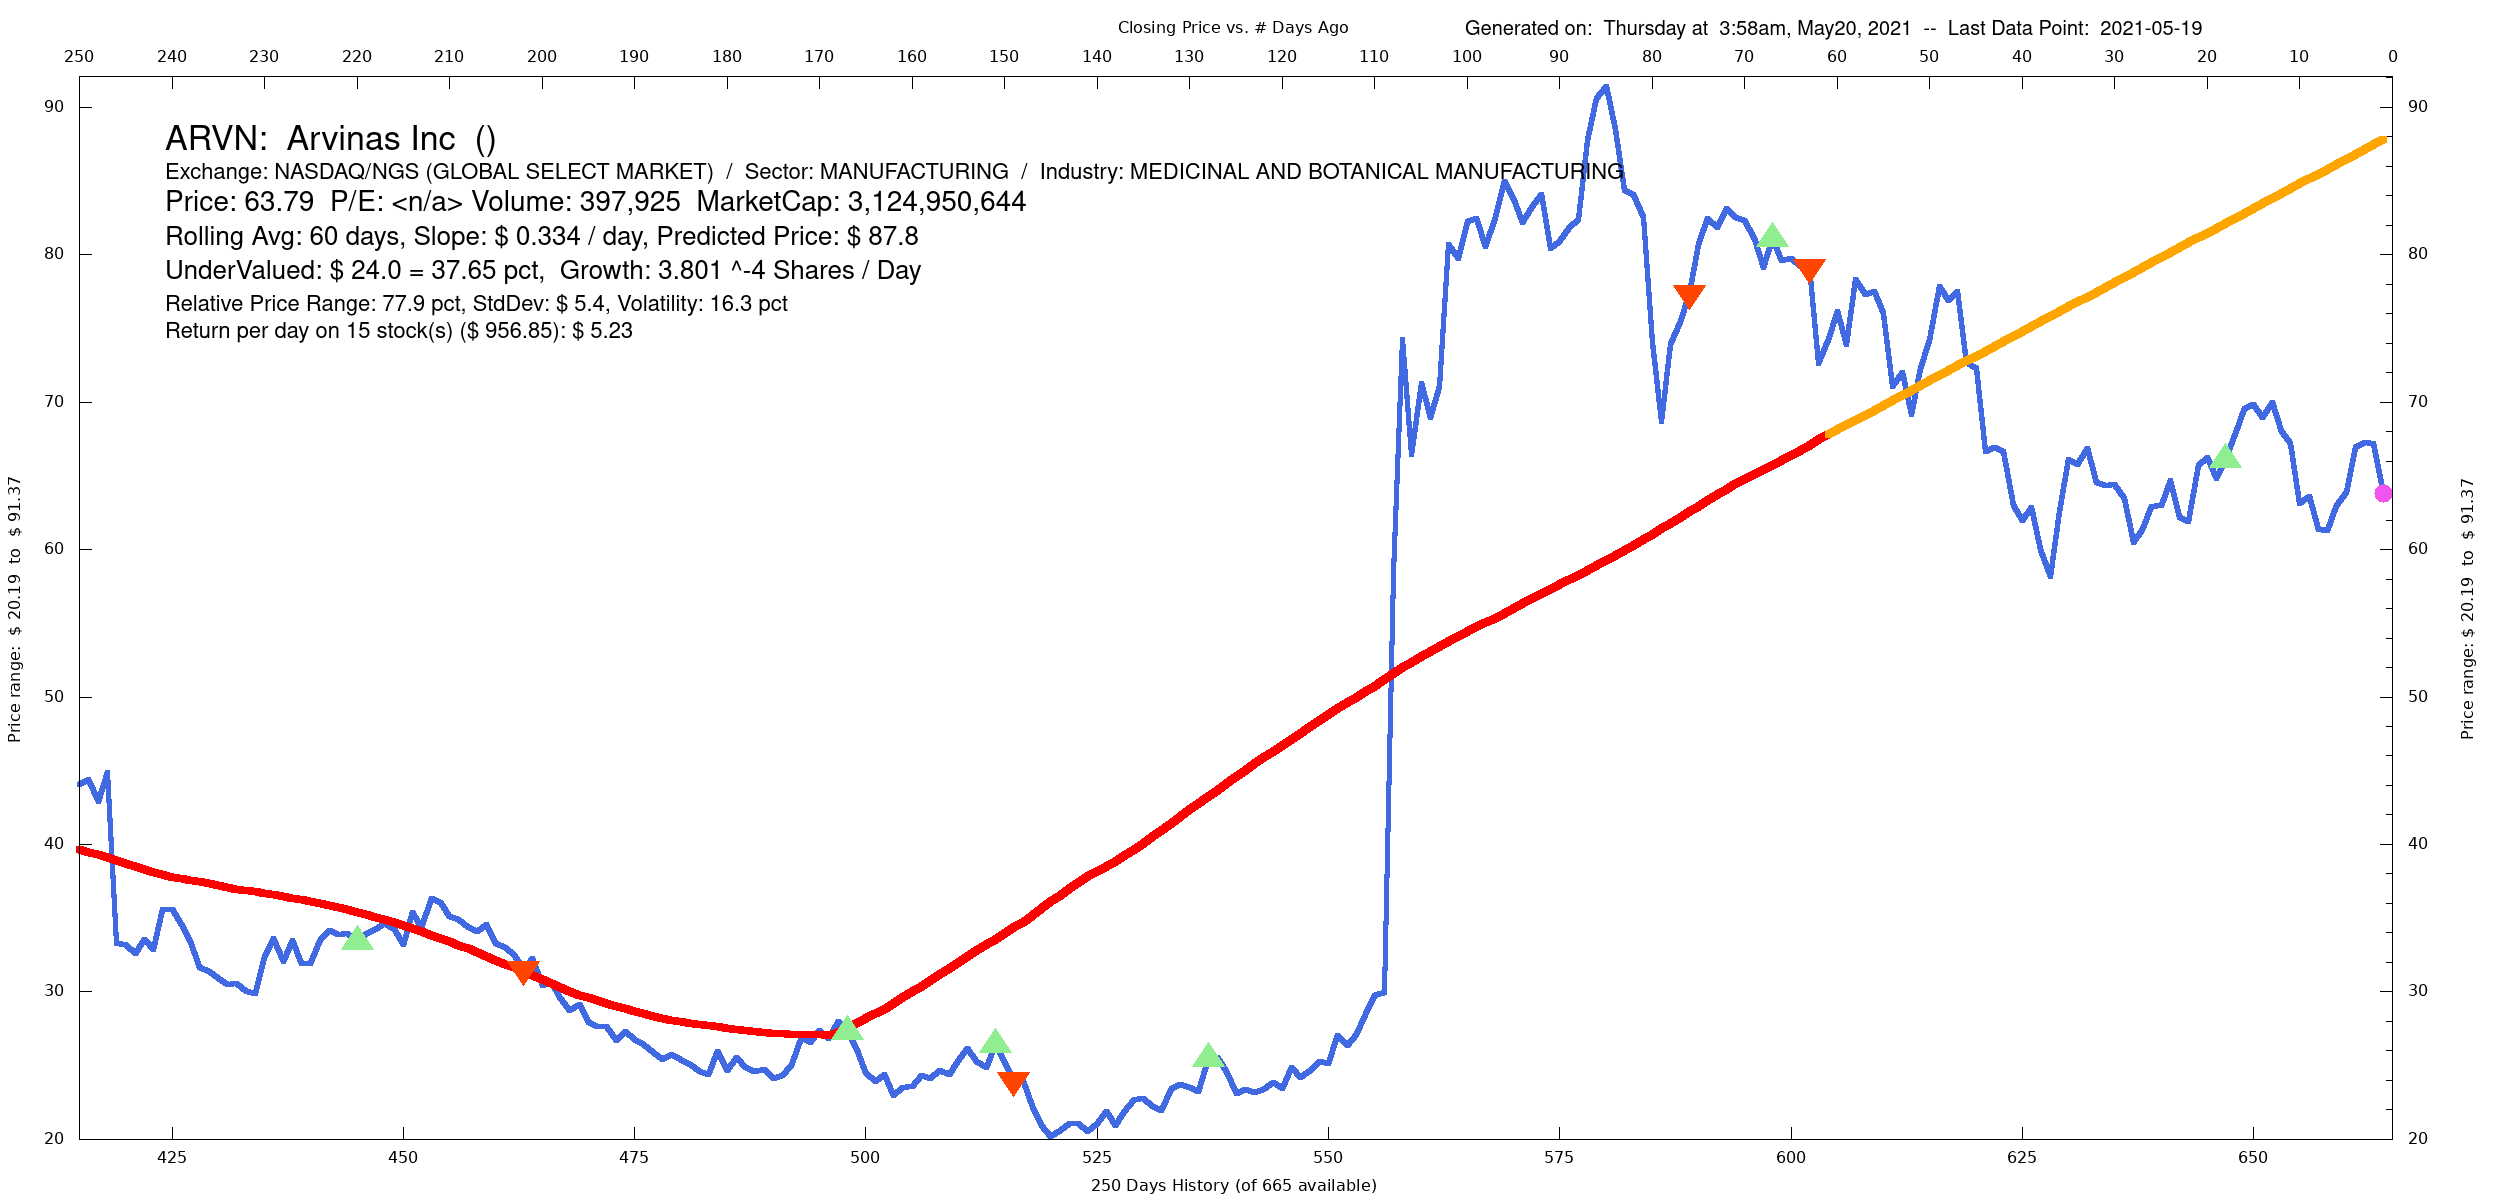 Closing Price vs. # Days Ago
Generated on:  Thursday at  3:58am, May20, 2021  --  Last Data Point:  2021-05-19
250 240 230 220 210 200 190 180 170 160 150 140 130 120 110 100 90 80 70 60 50 40 30 20 10 0
ARVN:  Arvinas Inc  ()
Exchange: NASDAQ/NGS (GLOBAL SELECT MARKET)  /  Sector: MANUFACTURING  /  Industry: MEDICINAL AND BOTANICAL MANUFACTURING
Price: 63.79  P/E: <n/a> Volume: 397,925  MarketCap: 3,124,950,644
Rolling Avg: 60 days, Slope: $ 0.334 / day, Predicted Price: $ 87.8
UnderValued: $ 24.0 = 37.65 pct,  Growth: 3.801 ^-4 Shares / Day
Relative Price Range: 77.9 pct, StdDev: $ 5.4, Volatility: 16.3 pct
Return per day on 15 stock(s) ($ 956.85): $ 5.23
90 90
80 80
70 70
60 60
50 50
40 40
30 30
20 20
Price range:  $ 20.19  to  $ 91.37
Price range: $ 20.19  to  $ 91.37
425 450 475 500 525 550 575 600 625 650
250 Days History (of 665 available)